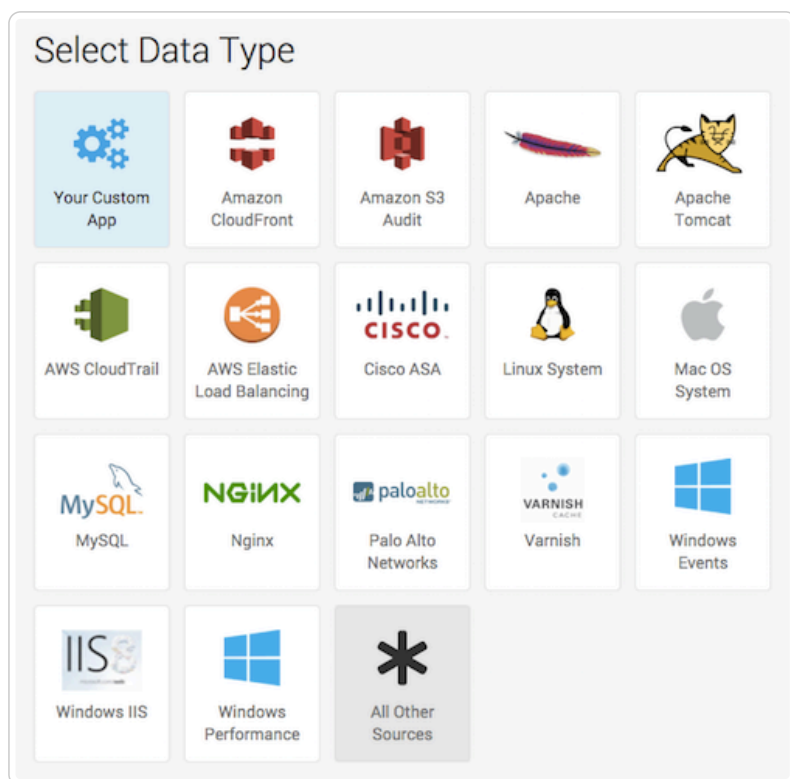 Select Data Type
Your Custom
App
Amazon
CloudFront
Amazon S3
Audit
Apache
Apache
Tomcat
AWS CloudTrail
AWS Elastic
Load Balancing
CISCO
Cisco ASA
Linux System
Mac OS
System
MySQL
MySQL
NGiNX
Nginx
paloalto
NETWORKS
Palo Alto
Networks
VARNISH
CACHE
Varnish
Windows
Events
IIS8
Windows IIS
Windows
Performance
All Other
Sources